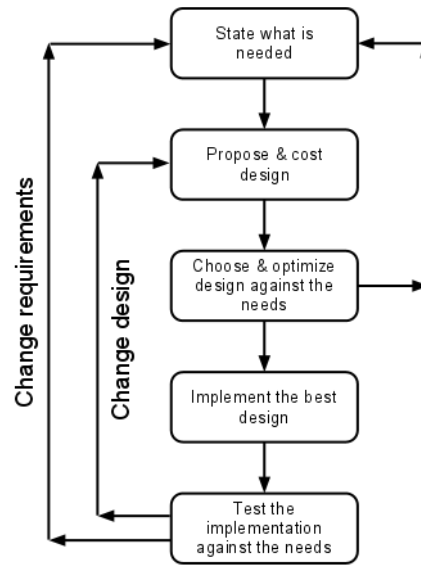 State what is
needed
Propose & cost
design
Choose & optimize
design against the
needs
Implement the best
design
Test the
implementation
against the needs
Change requirements
Change design